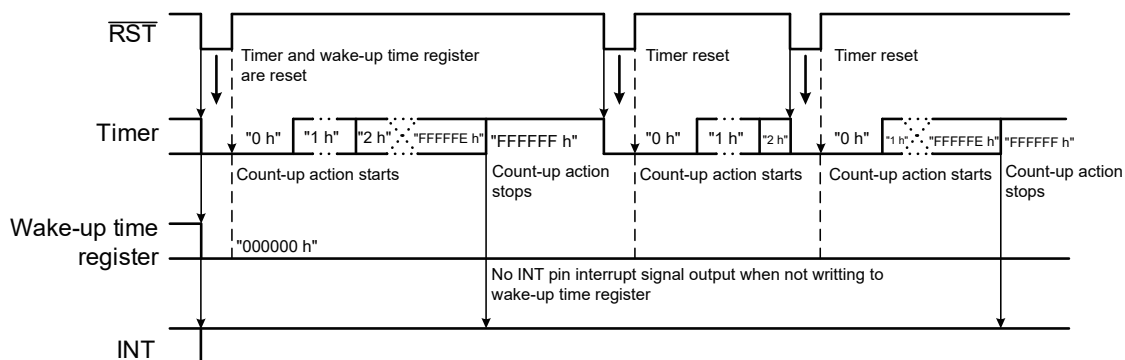 RST
Timer and wake-up time register
are reset
Timer reset
Timer reset
Timer
"0 h"
"1 h"
"2 h"
"FFFFFE h"
"FFFFFF h"
"0 h"
"1 h"
"2 h"
"0 h"
"1 h"
"FFFFFE h"
"FFFFFF h"
Count-up action starts
Count-up action
stops
Count-up action starts
Count-up action starts
Count-up action
stops
Wake-up time
register
"000000 h"
No INT pin interrupt signal output when not writting to
wake-up time register
INT